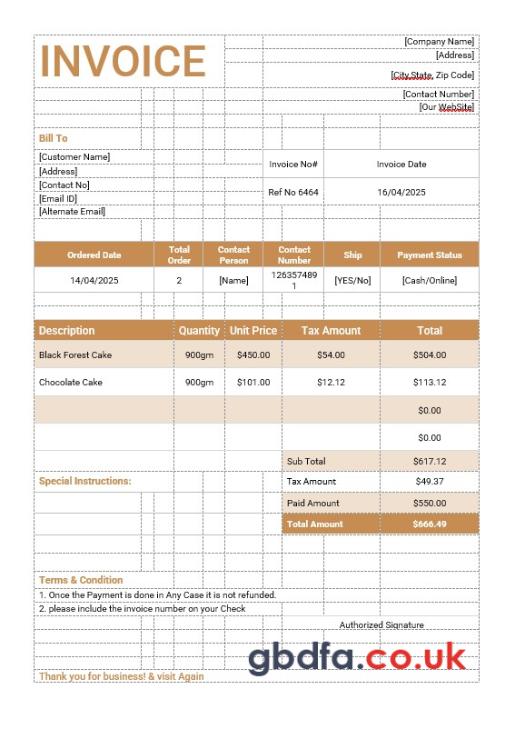 INVOICE
[Company Name]
[Address]
[City,State, Zip Code]
[Contact Number]
[Our WebSite]
Bill To
[Customer Name]
[Address]
[Contact No]
[Email ID]
[Alternate Email]
Invoice No# Invoice Date
Ref No 6464 16/04/2025
Ordered Date Total Order Contact Person Contact Number Ship Payment Status
14/04/2025 2 [Name] 126357489 1 [YES/No] [Cash/Online]
Description Quantity Unit Price Tax Amount Total
Black Forest Cake 900gm $450.00 $54.00 $504.00
Chocolate Cake 900gm $101.00 $12.12 $113.12
$0.00
$0.00
Sub Total $617.12
Special Instructions: Tax Amount $49.37
Paid Amount $550.00
Total Amount $666.49
Terms & Condition
1. Once the Payment is done in Any Case it is not refunded.
2. please include the invoice number on your Check
Authorized Signature
gbdfa.co.uk
Thank you for business! & visit Again